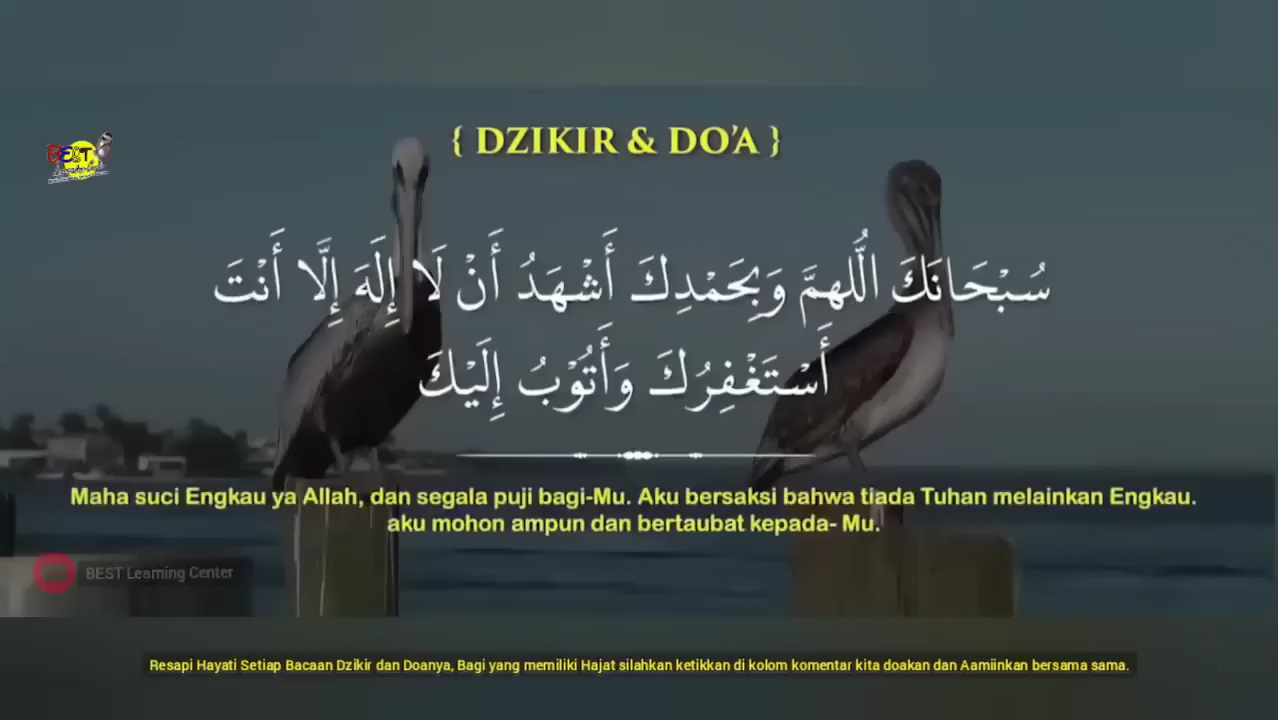 { DZIKIR & DO'A }
BEST
سُبْحَانَكَ اللَّهمَّ وَبِحَمْدِكَ أَشْهَدُ أَنْ لَا إِلَهَ إِلَّا أَنْتَ
أَسْتَغْفِرُكَ وَأَتُوْبُ إِلَيْكَ
Maha suci Engkau ya Allah, dan segala puji bagi-Mu. Aku bersaksi bahwa tiada Tuhan melainkan Engkau.
aku mohon ampun dan bertaubat kepada- Mu.
BEST Learning Center
Resapi Hayati Setiap Bacaan Dzikir dan Doanya, Bagi yang memiliki Hajat silahkan ketikkan di kolom komentar kita doakan dan Aamiinkan bersama sama.